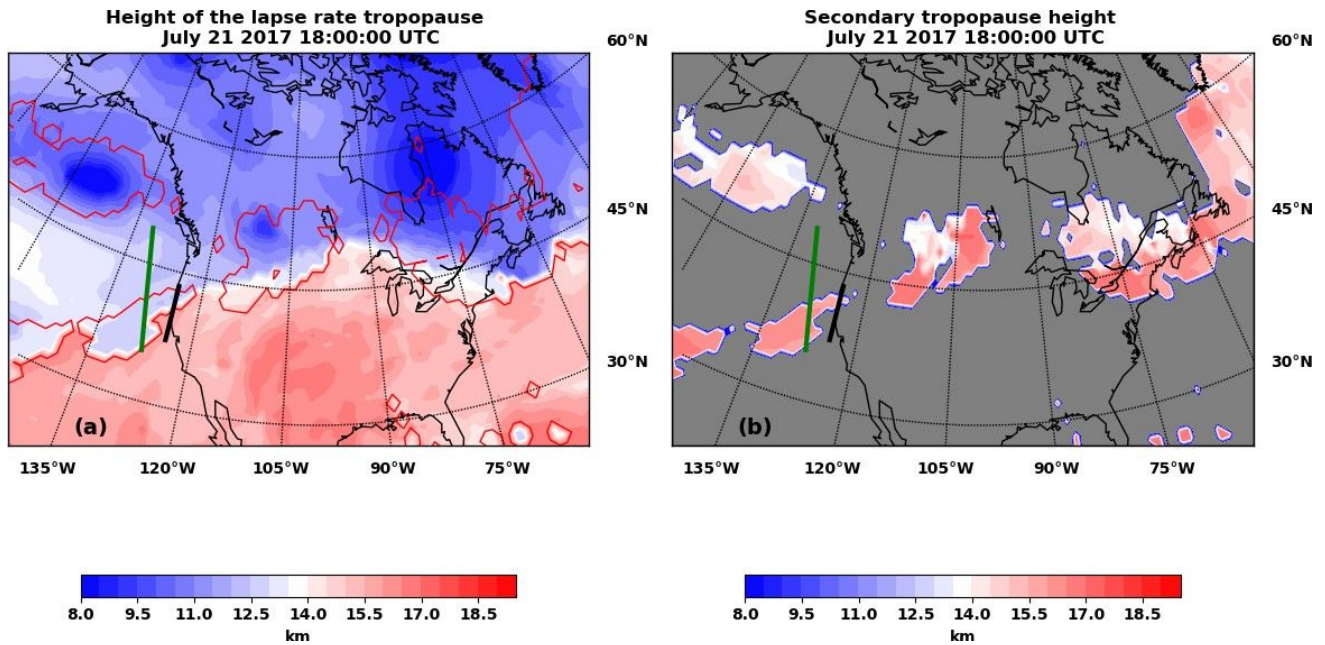 Height of the lapse rate tropopause
July 21 2017 18:00:00 UTC
60°N
45°N
30°N
(a)
135°W 120°W 105°W 90°W 75°W
8.0 9.5 11.0 12.5 14.0 15.5 17.0 18.5
km
Secondary tropopause height
July 21 2017 18:00:00 UTC
60°N
45°N
30°N
(b)
135°W 120°W 105°W 90°W 75°W
8.0 9.5 11.0 12.5 14.0 15.5 17.0 18.5
km